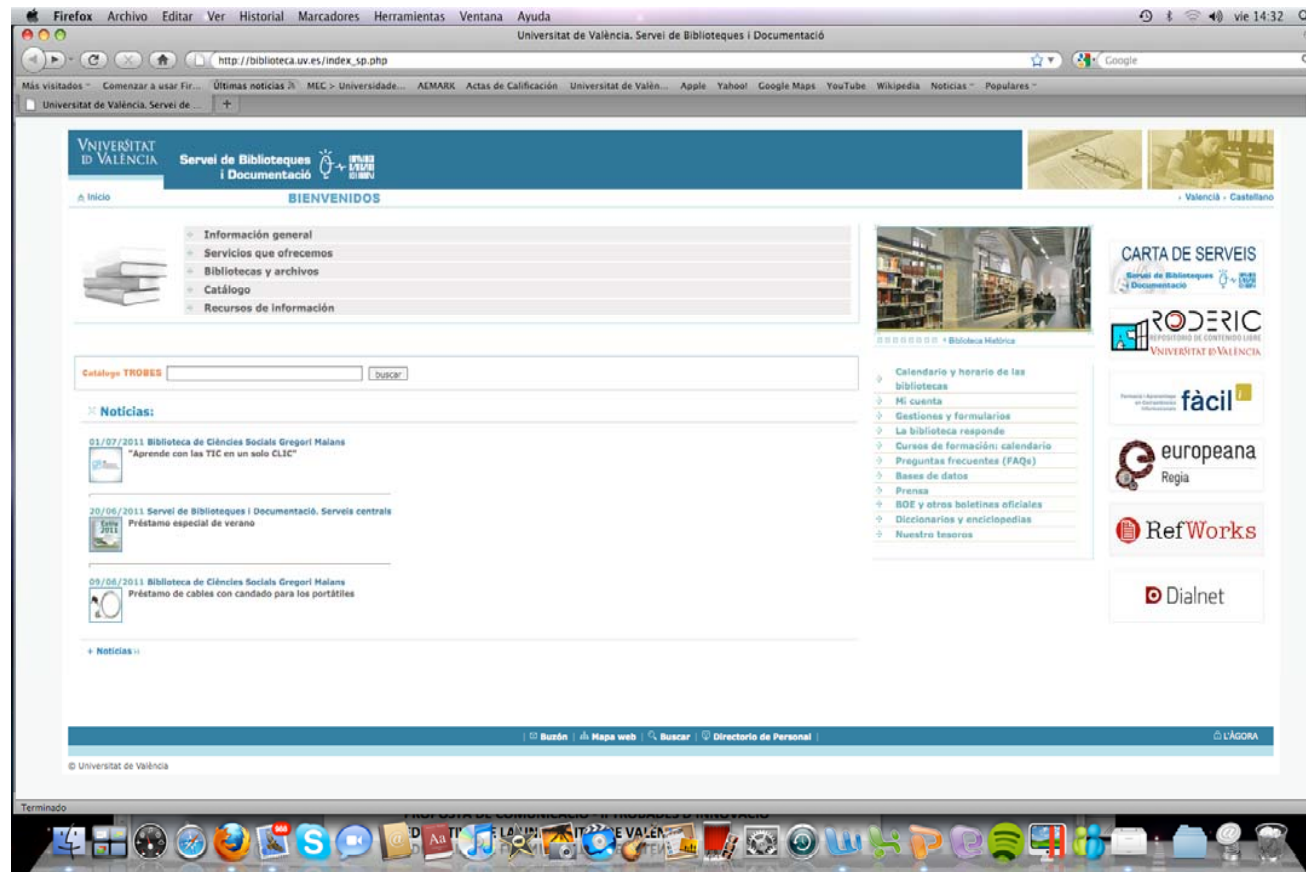 Firefox Archivo Editar Ver Historial Marcadores Herramientas Ventana Ayuda vie 14:32
Universitat de València. Servei de Biblioteques i Documentació
http://biblioteca.uv.es/index_sp.php
Google
Más visitados Comenzar a usar Fir... Últimas noticias MEC > Universidade... AEMARK Actas de Calificación Universitat de Valèn... Apple Yahoo! Google Maps YouTube Wikipedia Noticias Populares
Universitat de València. Servei de ... +
VNIVERSITAT
ID VALENCIA
Servei de Biblioteques
i Documentació
Inicio
BIENVENIDOS
Valencià Castellano
Información general
Servicios que ofrecemos
Bibliotecas y archivos
Catálogo
Recursos de información
Biblioteca Histórica
Catálogo TROBES
buscar
Noticias:
01/07/2011 Biblioteca de Ciències Socials Gregori Maians
"Aprende con las TIC en un solo CLIC"
20/06/2011 Servei de Biblioteques i Documentació. Serveis centrals
Préstamo especial de verano
09/06/2011 Biblioteca de Ciències Socials Gregori Maians
Préstamo de cables con candado para los portátiles
+ Noticias
Calendario y horario de las
bibliotecas
Mi cuenta
Gestiones y formularios
La biblioteca responde
Cursos de formación: calendario
Preguntas frecuentes (FAQs)
Bases de datos
Prensa
BOE y otros boletines oficiales
Diccionarios y enciclopedias
Nuestro tesoros
CARTA DE SERVEIS
Servei de Biblioteques
i Documentació
RODERIC
REPOSITORIO DE CONTENIDO LIBRE
VNIVERSITAT ID VALENCIA
fàcil
europeana
Regia
RefWorks
Dialnet
Buzón Mapa web Buscar Directorio de Personal
L'ÀGORA
© Universitat de València
Terminado